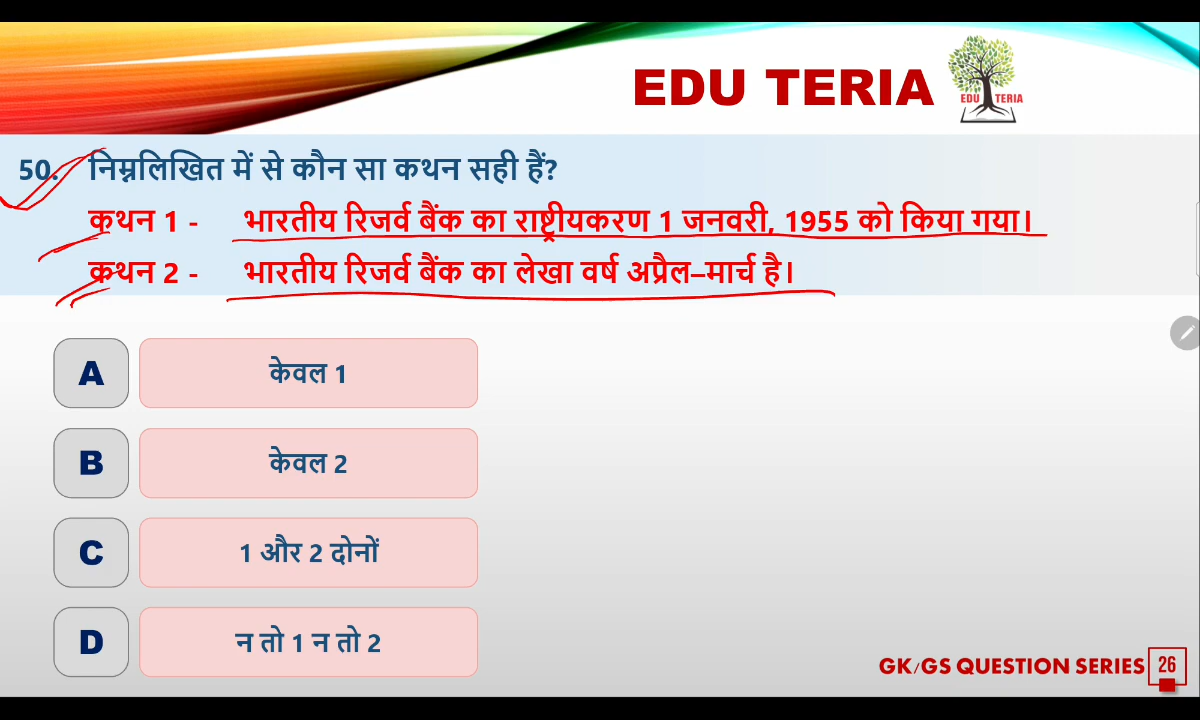 EDU TERIA
EDU TERIA
50. निम्नलिखित में से कौन सा कथन सही हैं?
कथन 1 - भारतीय रिजर्व बैंक का राष्ट्रीयकरण 1 जनवरी, 1955 को किया गया।
कथन 2 - भारतीय रिजर्व बैंक का लेखा वर्ष अप्रैल–मार्च है।
A केवल 1
B केवल 2
C 1 और 2 दोनों
D न तो 1 न तो 2
GK/GS QUESTION SERIES 26